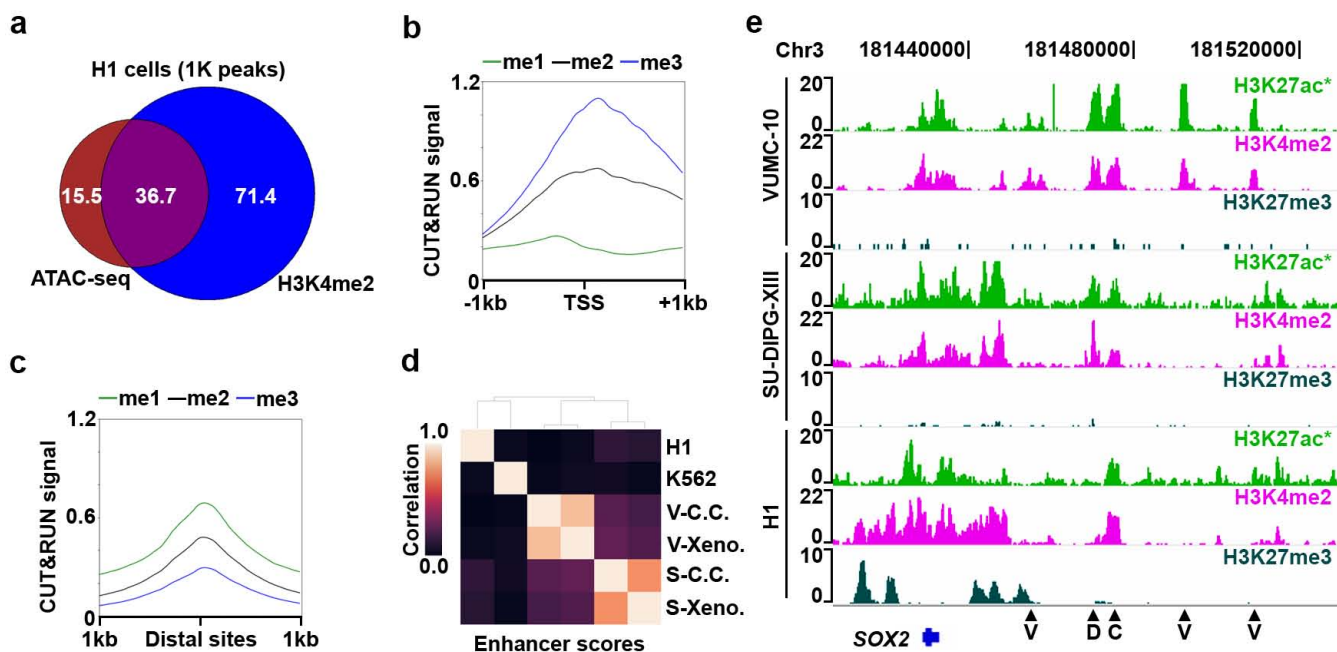 a
H1 cells (1K peaks)
15.5
36.7
71.4
ATAC-seq
H3K4me2
b
me1 me2 me3
CUT&RUN signal
1.2
0.6
0
-1kb TSS +1kb
c
me1 me2 me3
CUT&RUN signal
1.2
0.6
0
1kb Distal sites 1kb
d
1.0
Correlation
0.0
H1
K562
V-C.C.
V-Xeno.
S-C.C.
S-Xeno.
Enhancer scores
e
Chr3 181440000| 181480000| 181520000|
VUMC-10
20 H3K27ac*
0
22 H3K4me2
0
10 H3K27me3
0
SU-DIPG-XIII
20 H3K27ac*
0
22 H3K4me2
0
10 H3K27me3
0
H1
20 H3K27ac*
0
22 H3K4me2
0
10 H3K27me3
0
SOX2 V D C V V